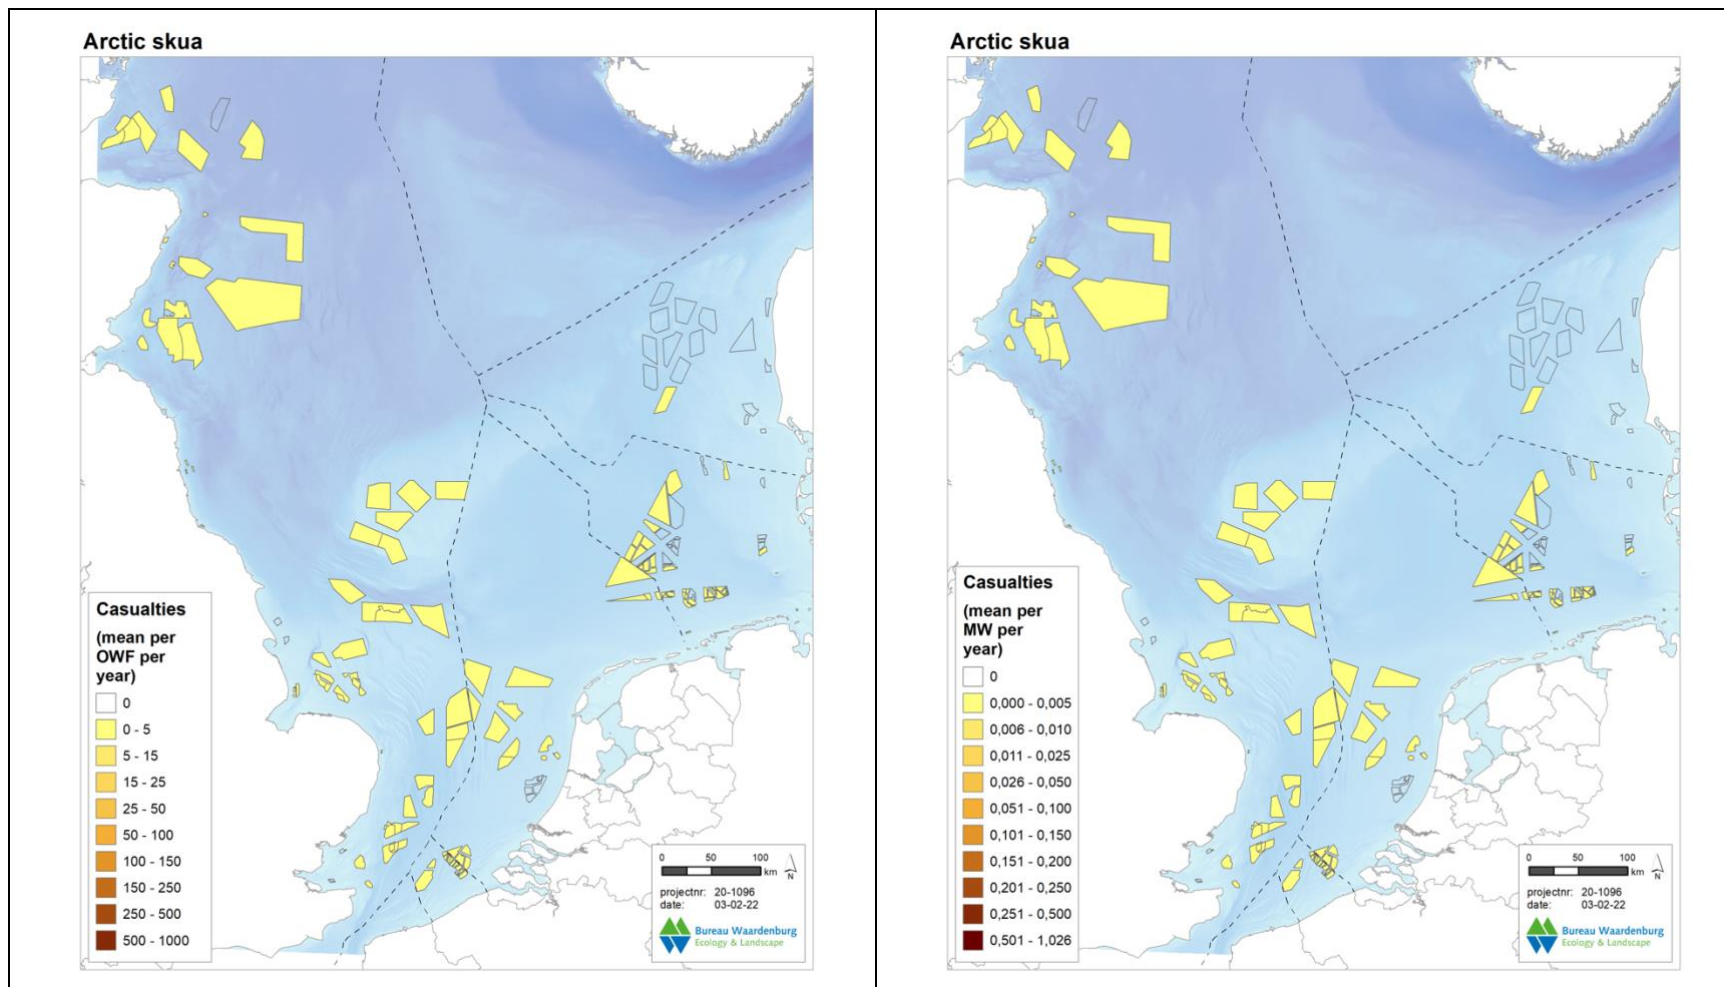 Arctic skua
Casualties
(mean per
OWF per
year)
0
0 - 5
5 - 15
15 - 25
25 - 50
50 - 100
100 - 150
150 - 250
250 - 500
500 - 1000
0 50 100
km
N
projectnr: 20-1096
date: 03-02-22
Bureau Waardenburg
Ecology & Landscape
Arctic skua
Casualties
(mean per
MW per
year)
0
0,000 - 0,005
0,006 - 0,010
0,011 - 0,025
0,026 - 0,050
0,051 - 0,100
0,101 - 0,150
0,151 - 0,200
0,201 - 0,250
0,251 - 0,500
0,501 - 1,026
0 50 100
km
N
projectnr: 20-1096
date: 03-02-22
Bureau Waardenburg
Ecology & Landscape